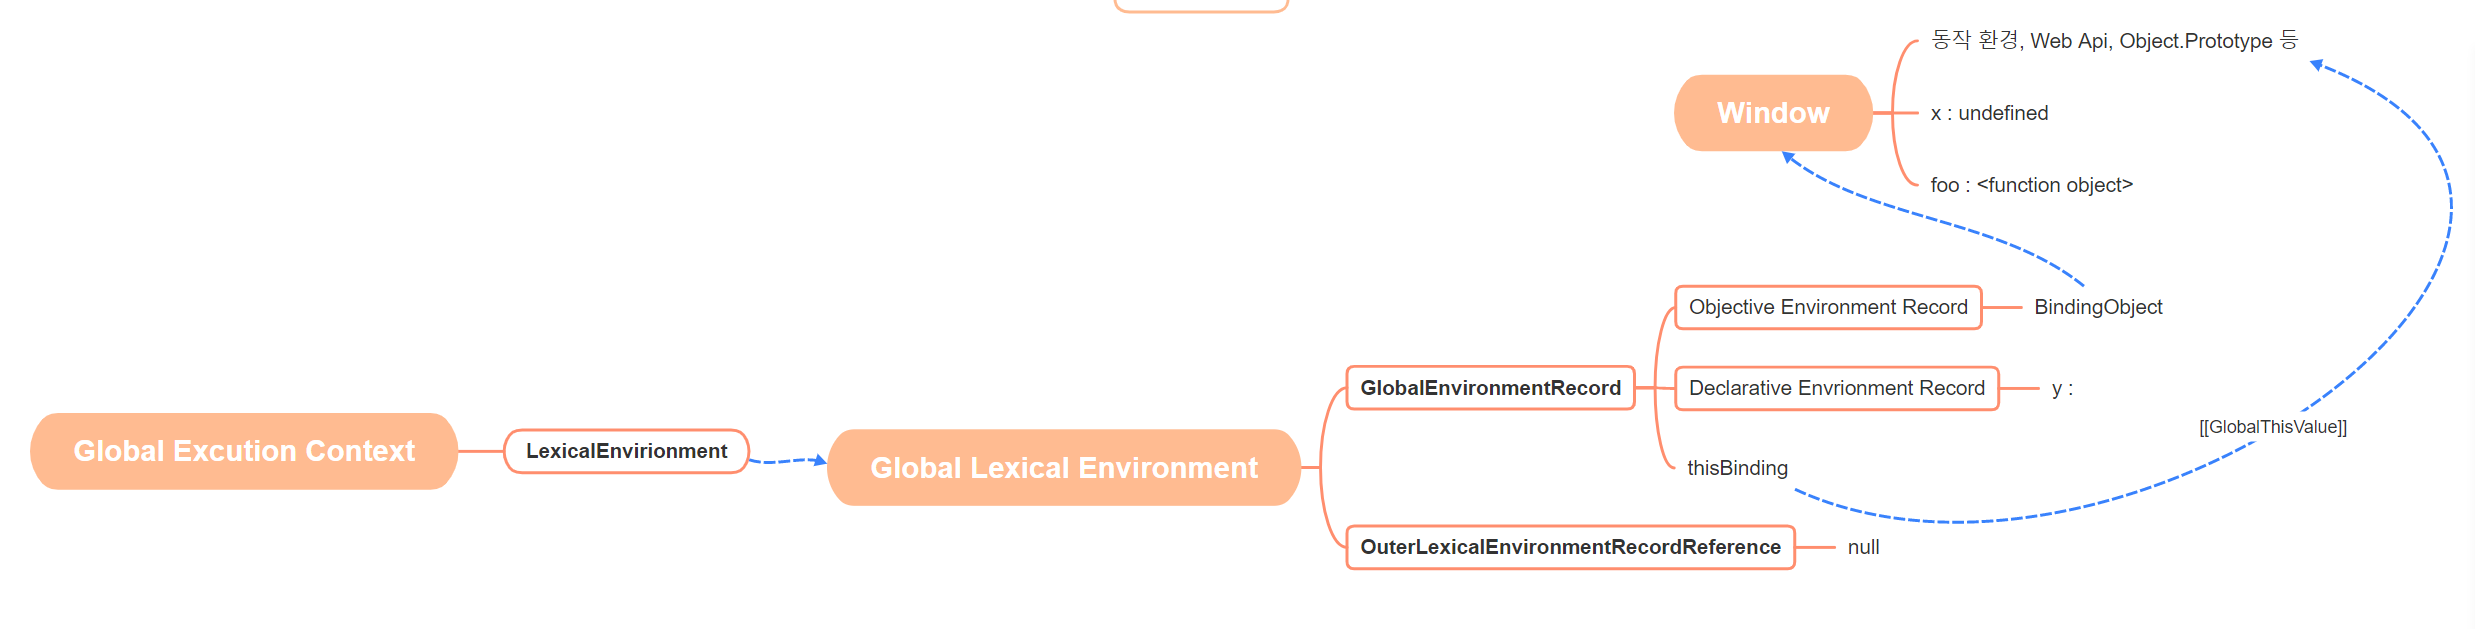 동작 환경, Web Api, Object.Prototype 등
Window
x : undefined
foo : <function object>
Objective Environment Record
BindingObject
GlobalEnvironmentRecord
Declarative Envrionment Record
y :
[[GlobalThisValue]]
Global Excution Context
LexicalEnvirionment
Global Lexical Environment
thisBinding
OuterLexicalEnvironmentRecordReference
null